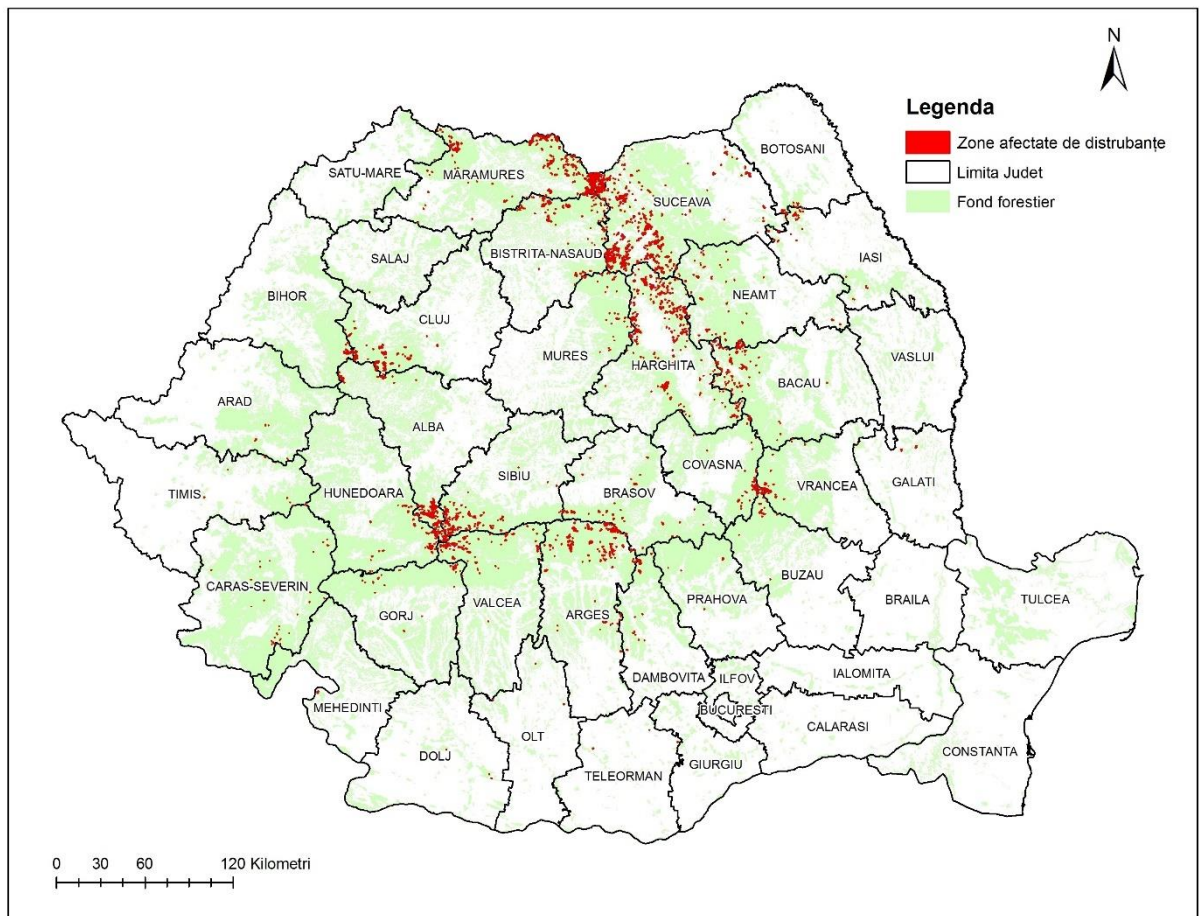 N
Legenda
Zone afectate de distrubanțe
Limita Judet
Fond forestier
BOTOSANI
SATU-MARE
MARAMURES
SUCEAVA
SALAJ
BISTRITA-NASAUD
IASI
BIHOR
NEAMT
CLUJ
MURES
HARGHITA
VASLUI
BACAU
ARAD
ALBA
COVASNA
SIBIU
TIMIS
HUNEDOARA
BRASOV
VRANCEA
GALATI
CARAS-SEVERIN
BUZAU
GORJ
VALCEA
ARGES
PRAHOVA
BRAILA
TULCEA
DAMBOVITA
ILFOV
IALOMITA
MEHEDINTI
BUCURESTI
CALARASI
OLT
DOLJ
TELEORMAN
GIURGIU
CONSTANTA
0 30 60 120 Kilometri